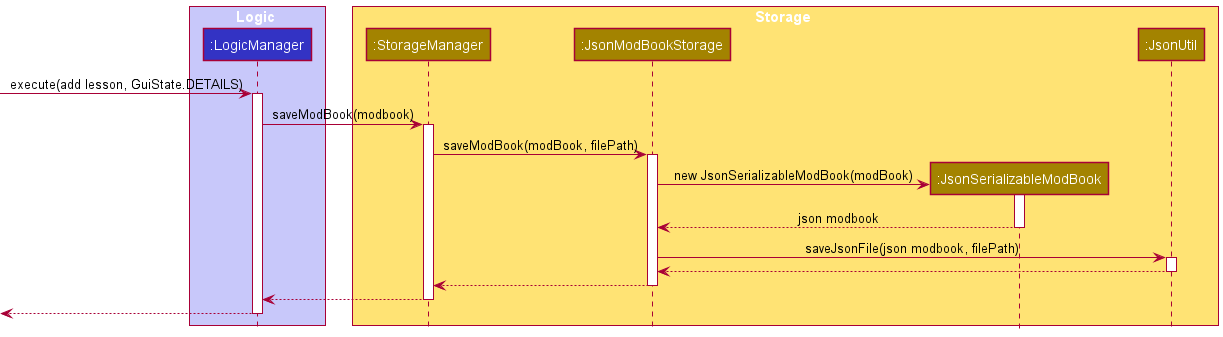 Logic
Storage
:LogicManager
:StorageManager
:JsonModBookStorage
:JsonUtil
execute(add lesson, GuiState.DETAILS)
saveModBook(modbook)
saveModBook(modBook, filePath)
new JsonSerializableModBook(modBook)
:JsonSerializableModBook
json modbook
saveJsonFile(json modbook, filePath)